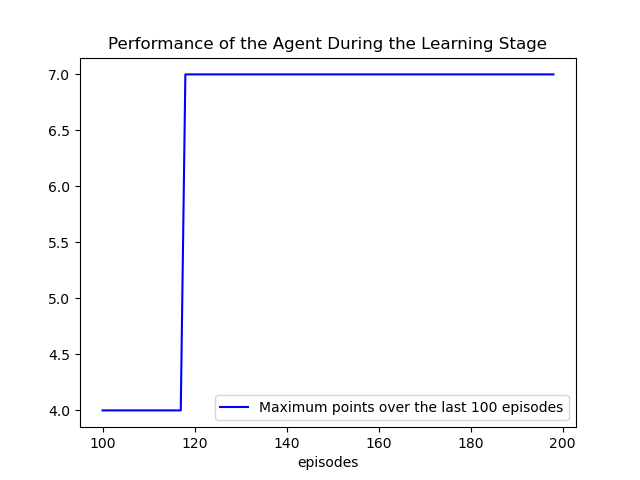 Performance of the Agent During the Learning Stage
7.0
6.5
6.0
5.5
5.0
4.5
4.0
Maximum points over the last 100 episodes
100 120 140 160 180 200
episodes